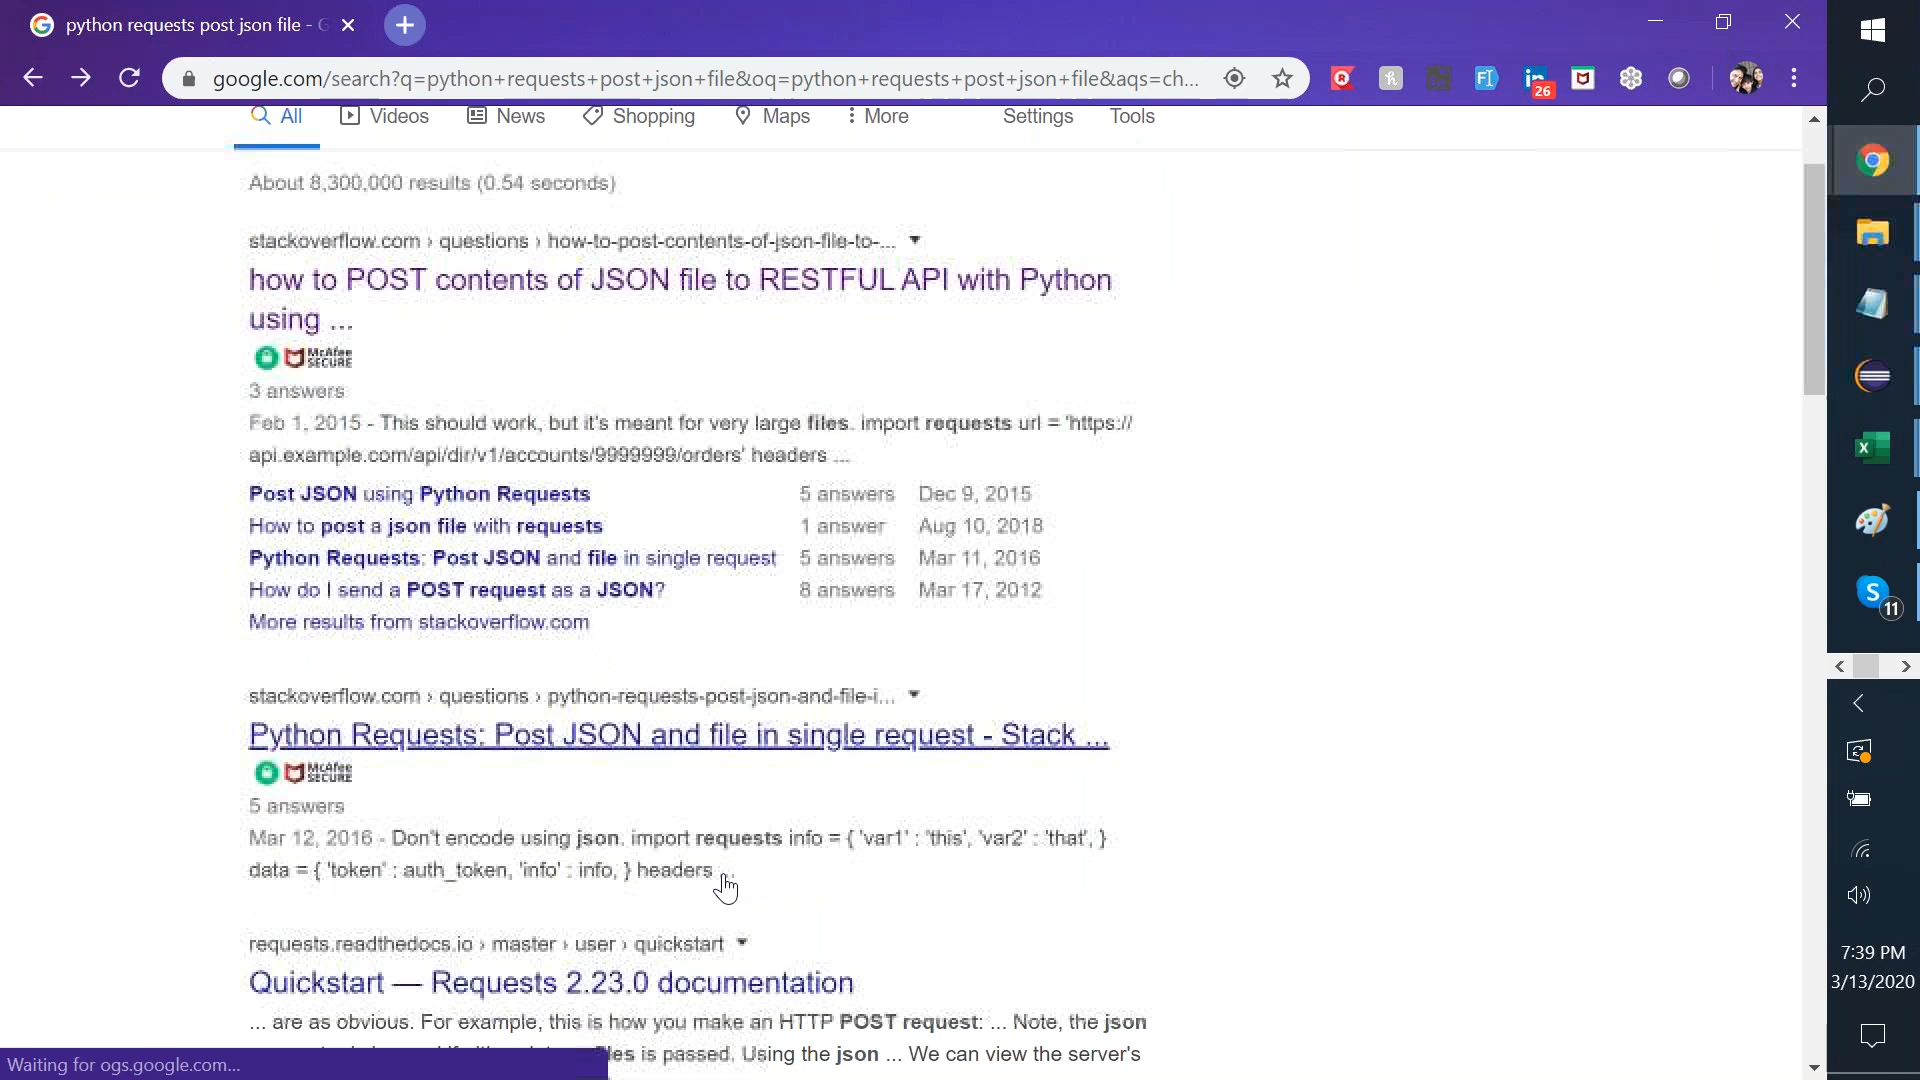 python requests post json file - G
google.com/search?q=python+requests+post+json+file&oq=python+requests+post+json+file&aqs=ch...
26
All Videos News Shopping Maps More Settings Tools
About 8,300,000 results (0.54 seconds)
stackoverflow.com › questions › how-to-post-contents-of-json-file-to-...
how to POST contents of JSON file to RESTFUL API with Python
using ...
McAfee
SECURE
3 answers
Feb 1, 2015 - This should work, but it's meant for very large files. import requests url = 'https://
api.example.com/api/dir/v1/accounts/9999999/orders' headers ...
Post JSON using Python Requests 5 answers Dec 9, 2015
How to post a json file with requests 1 answer Aug 10, 2018
Python Requests: Post JSON and file in single request 5 answers Mar 11, 2016
How do I send a POST request as a JSON? 8 answers Mar 17, 2012
More results from stackoverflow.com
stackoverflow.com › questions › python-requests-post-json-and-file-i...
Python Requests: Post JSON and file in single request - Stack ...
McAfee
SECURE
5 answers
Mar 12, 2016 - Don't encode using json. import requests info = { 'var1' : 'this', 'var2' : 'that', }
data = { 'token' : auth_token, 'info' : info, } headers
requests.readthedocs.io › master › user › quickstart
Quickstart — Requests 2.23.0 documentation
... are as obvious. For example, this is how you make an HTTP POST request: ... Note, the json
is passed. Using the json ... We can view the server's
Waiting for ogs.google.com...
11
7:39 PM
3/13/2020